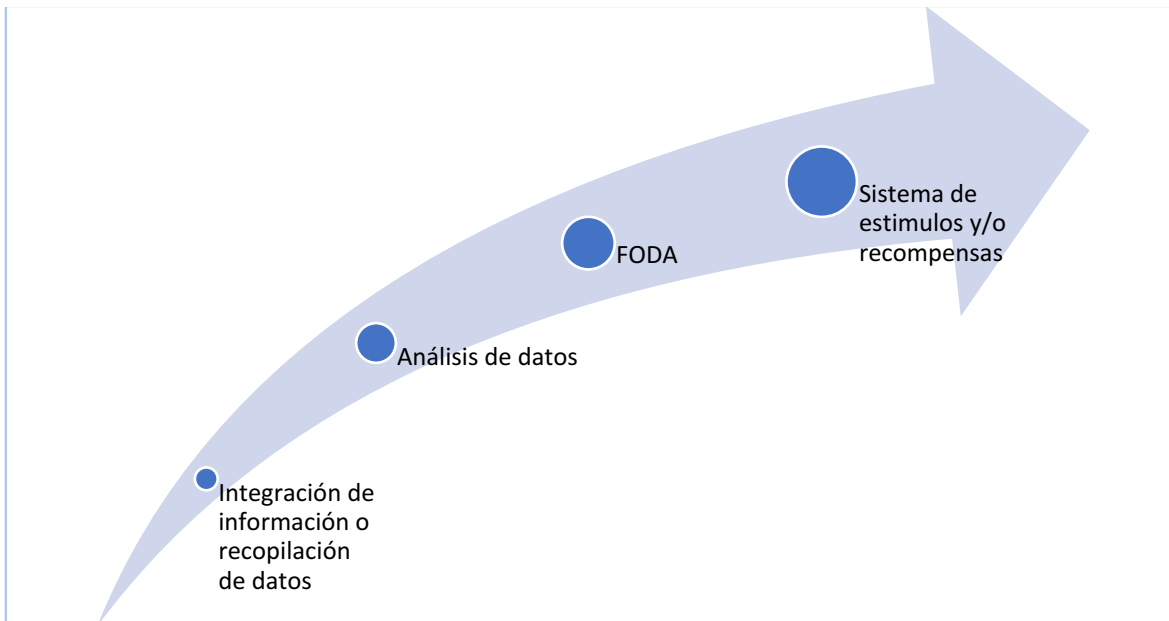 Sistema de
estimulos y/o
recompensas
FODA
Análisis de datos
Integración de
información o
recopilación
de datos